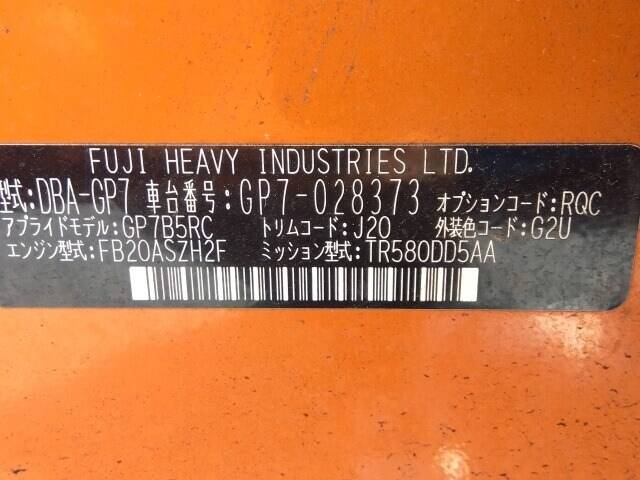 FUJI HEAVY INDUSTRIES LTD.
型式:DBA-GP7 車台番号:GP7-028373 オプションコード:RQC
アプライドモデル:GP7B5RC トリムコード:J20 外装色コード:G2U
エンジン型式:FB20ASZH2F ミッション型式:TR580DD5AA